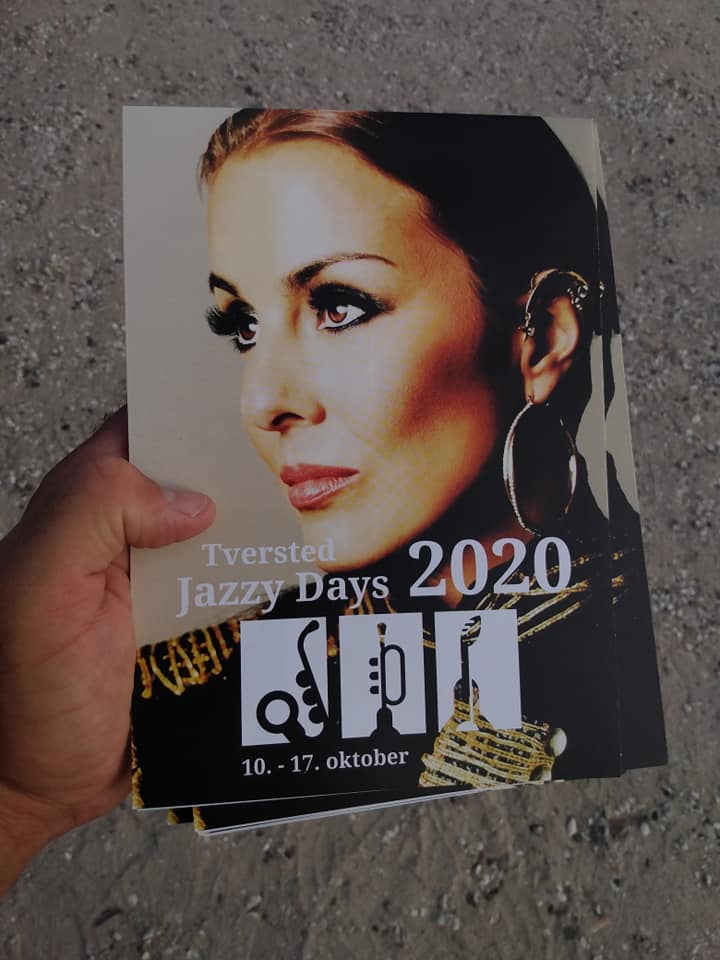 Tversted
Jazzy Days 2020
10. - 17. oktober